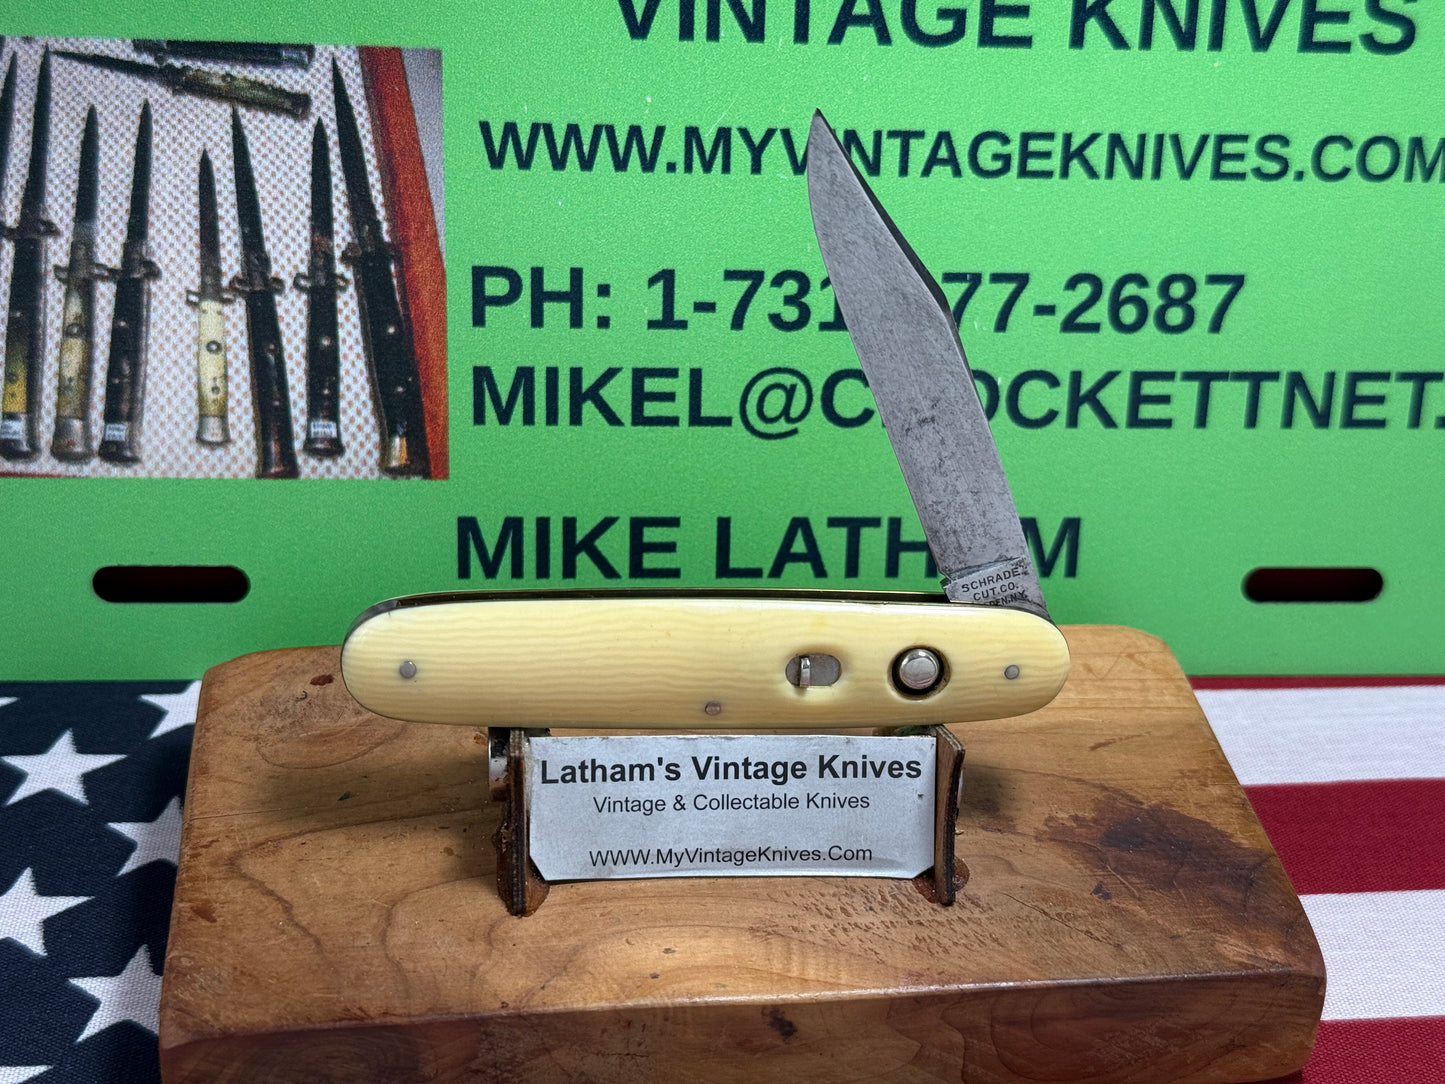 VINTAGE KNIVES
WWW.MYVINTAGEKNIVES.COM
PH: 1-731 77-2687
MIKEL@C OCKETTNET.
MIKE LATH M
SCHRADE
CUT.CO.
DEN.N.Y.
Latham's Vintage Knives
Vintage & Collectable Knives
WWW.MyVintageKnives.Com